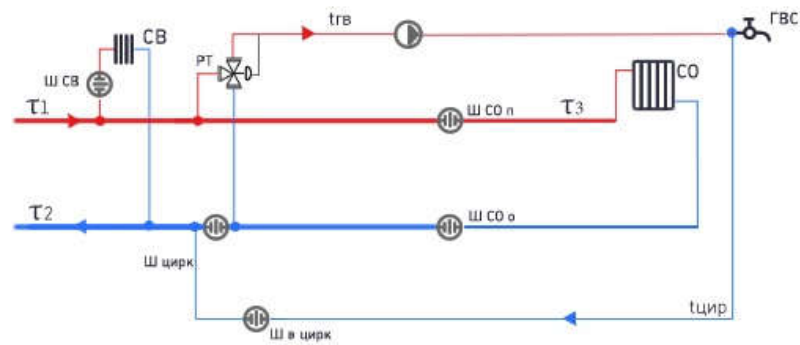 tгв
ГВС
СВ
РТ
Ш СВ
СО
τ1
Ш СО п
τ3
τ2
Ш СО о
Ш цирк
tцир
Ш в цирк